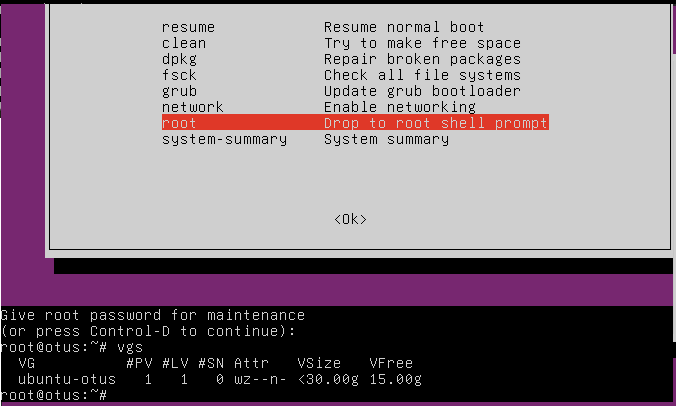 resume Resume normal boot
clean Try to make free space
dpkg Repair broken packages
fsck Check all file systems
grub Update grub bootloader
network Enable networking
root Drop to root shell prompt
system-summary System summary
<Ok>
Give root password for maintenance
(or press Control-D to continue):
root@otus:~# vgs
VG #PV #LV #SN Attr VSize VFree
ubuntu-otus 1 1 0 wz--n- <30.00g 15.00g
root@otus:~#